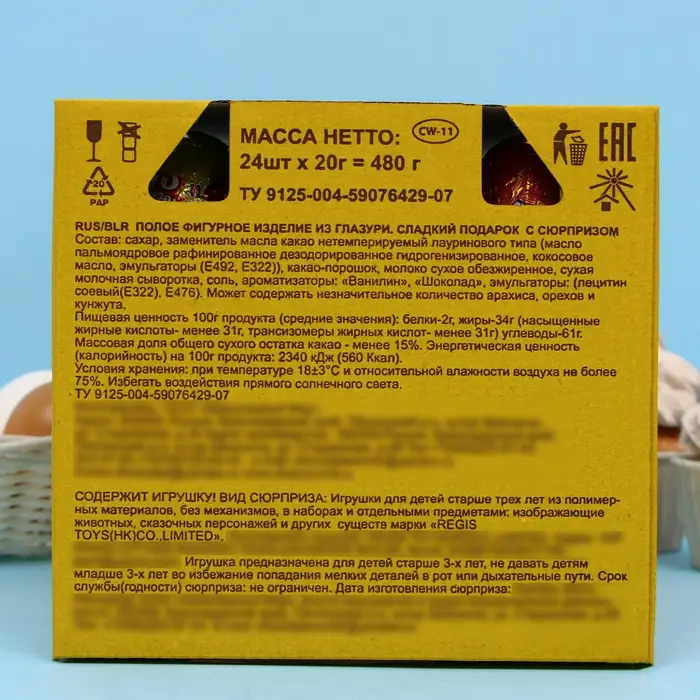 CW-11
МАССА НЕТТО:
24шт х 20г = 480 г
ТУ 9125-004-59076429-07
20
PAP
EAC
RUS/BLR ПОЛОЕ ФИГУРНОЕ ИЗДЕЛИЕ ИЗ ГЛАЗУРИ. СЛАДКИЙ ПОДАРОК С СЮРПРИЗОМ
Состав: сахар, заменитель масла какао нетемперируемый лауринового типа (масло
пальмоядровое рафинированное дезодорированное гидрогенизированное, кокосовое
масло, эмульгаторы (Е492, Е322)), какао-порошок, молоко сухое обезжиренное, сухая
молочная сыворотка, соль, ароматизаторы: «Ванилин», «Шоколад», эмульгаторы: (лецитин
соевый(Е322), Е476). Может содержать незначительное количество арахиса, орехов и
кунжута.
Пищевая ценность 100г продукта (средние значения): белки-2г, жиры-34г (насыщенные
жирные кислоты- менее 31г, трансизомеры жирных кислот- менее 31г) углеводы-61г.
Массовая доля общего сухого остатка какао - менее 15%. Энергетическая ценность
(калорийность) на 100г продукта: 2340 кДж (560 Ккал).
Условия хранения: при температуре 18±3°С и относительной влажности воздуха не более
75%. Избегать воздействия прямого солнечного света.
ТУ 9125-004-59076429-07
СОДЕРЖИТ ИГРУШКУ! ВИД СЮРПРИЗА: Игрушки для детей старше трех лет из полимер-
ных материалов, без механизмов, в наборах и отдельными предметами: изображающие
животных, сказочных персонажей и других существ марки «REGIS
TOYS(HK)CO.,LIMITED».
Игрушка предназначена для детей старше 3-х лет, не давать детям
младше 3-х лет во избежание попадания мелких деталей в рот или дыхательные пути. Срок
службы(годности) сюрприза: не ограничен. Дата изготовления сюрприза: